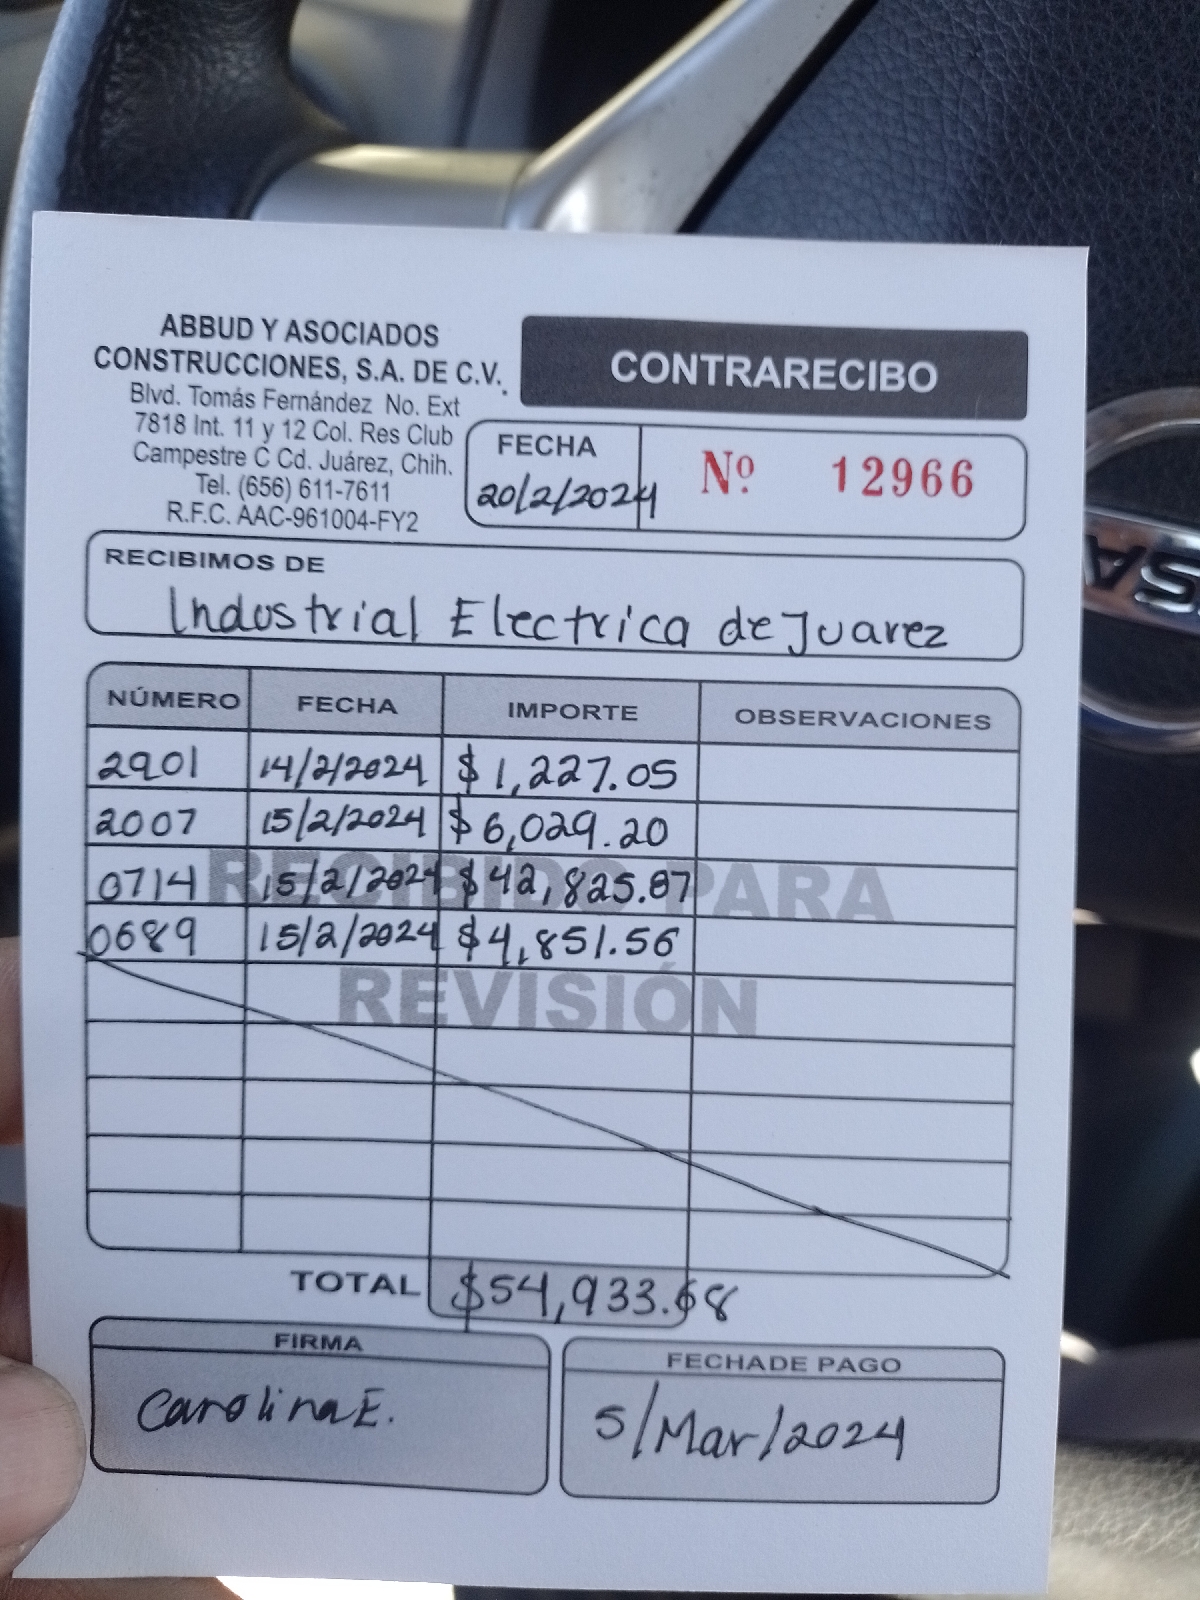 ABBUD Y ASOCIADOS
CONSTRUCCIONES, S.A. DE C.V.
Blvd. Tomás Fernández No. Ext
7818 Int. 11 y 12 Col. Res Club
Campestre C Cd. Juárez, Chih.
Tel. (656) 611-7611
R.F.C. AAC-961004-FY2
CONTRARECIBO
FECHA
20/2/2024
Nº 12966
RECIBIMOS DE
Industrial Electrica de Juarez
NÚMERO FECHA IMPORTE OBSERVACIONES
2901 14/2/2024 $1,227.05
2007 15/2/2024 $6,029.20
0714 15/2/2024 $42,825.87
0689 15/2/2024 $4,851.56
RECIBIDO PARA
REVISIÓN
TOTAL $54,933.68
FIRMA
Carolina E.
FECHADE PAGO
5/Mar/2024